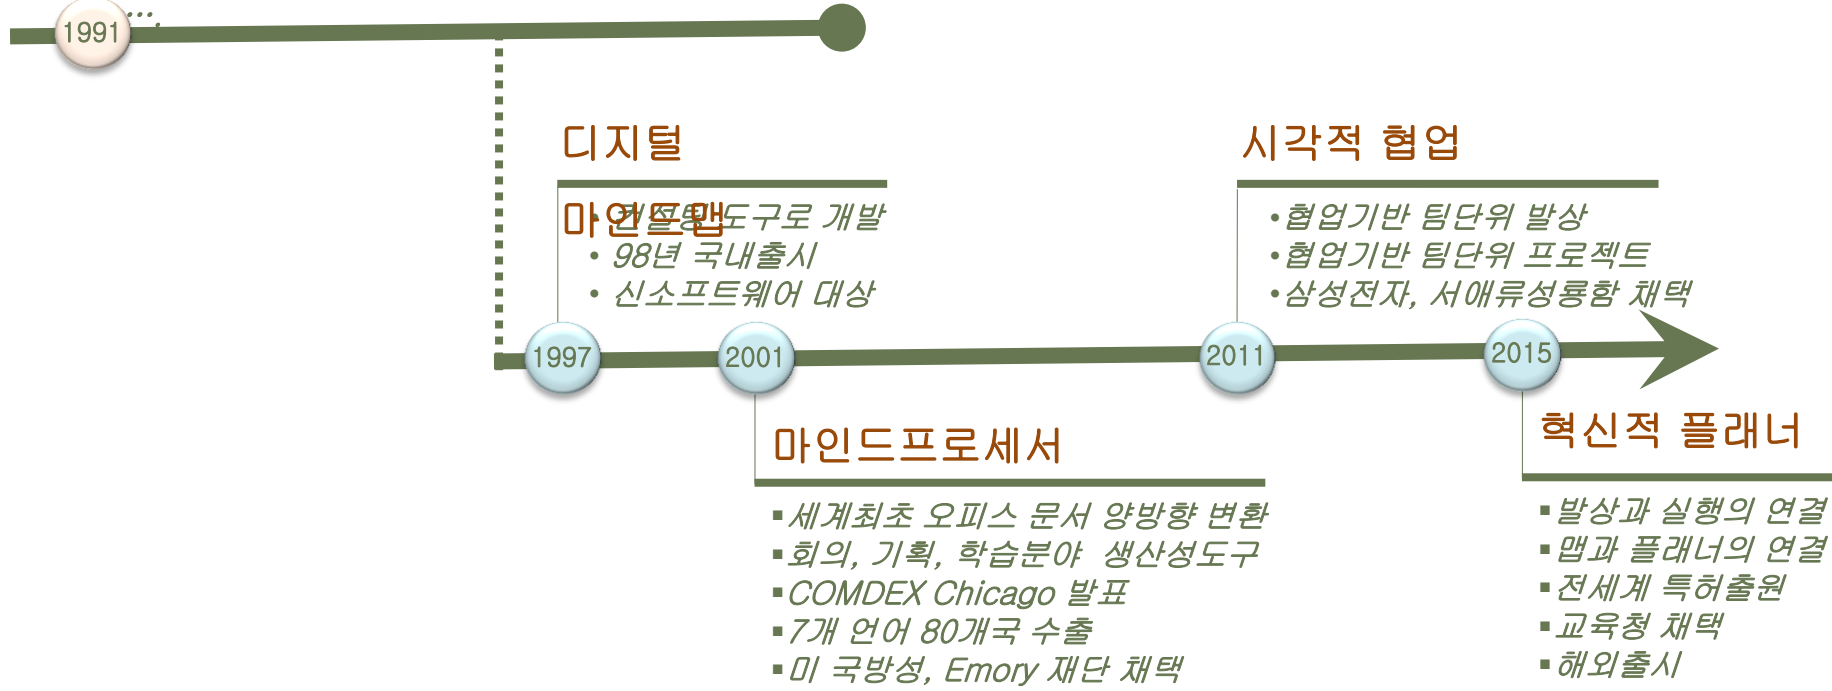 1991
….
디지털
마인드맵
• 컨설팅 도구로 개발
• 98년 국내출시
• 신소프트웨어 대상
시각적 협업
•협업기반 팀단위 발상
•협업기반 팀단위 프로젝트
•삼성전자, 서애류성룡함 채택
1997
2001
2011
2015
마인드프로세서
▪세계최초 오피스 문서 양방향 변환
▪회의, 기획, 학습분야 생산성도구
▪COMDEX Chicago 발표
▪7개 언어 80개국 수출
▪미 국방성, Emory 재단 채택
혁신적 플래너
▪발상과 실행의 연결
▪맵과 플래너의 연결
▪전세계 특허출원
▪교육청 채택
▪해외출시